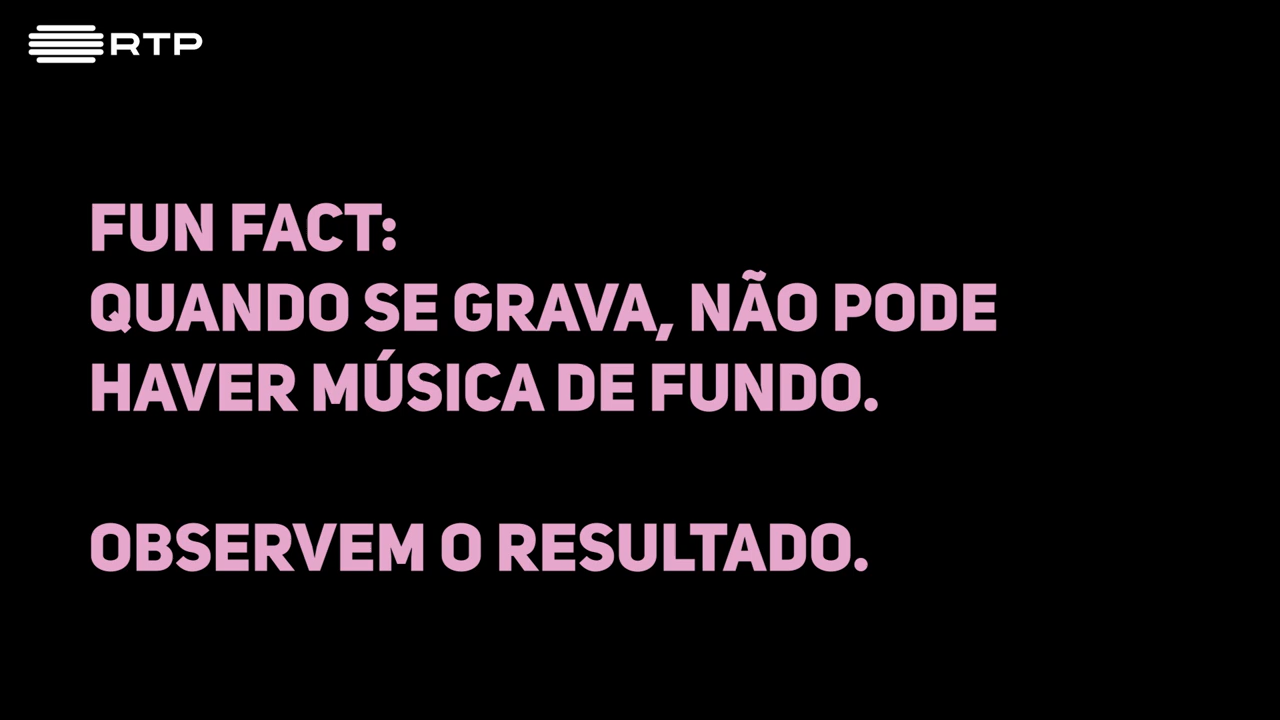 RTP
FUN FACT:
QUANDO SE GRAVA, NÃO PODE
HAVER MÚSICA DE FUNDO.
OBSERVEM O RESULTADO.